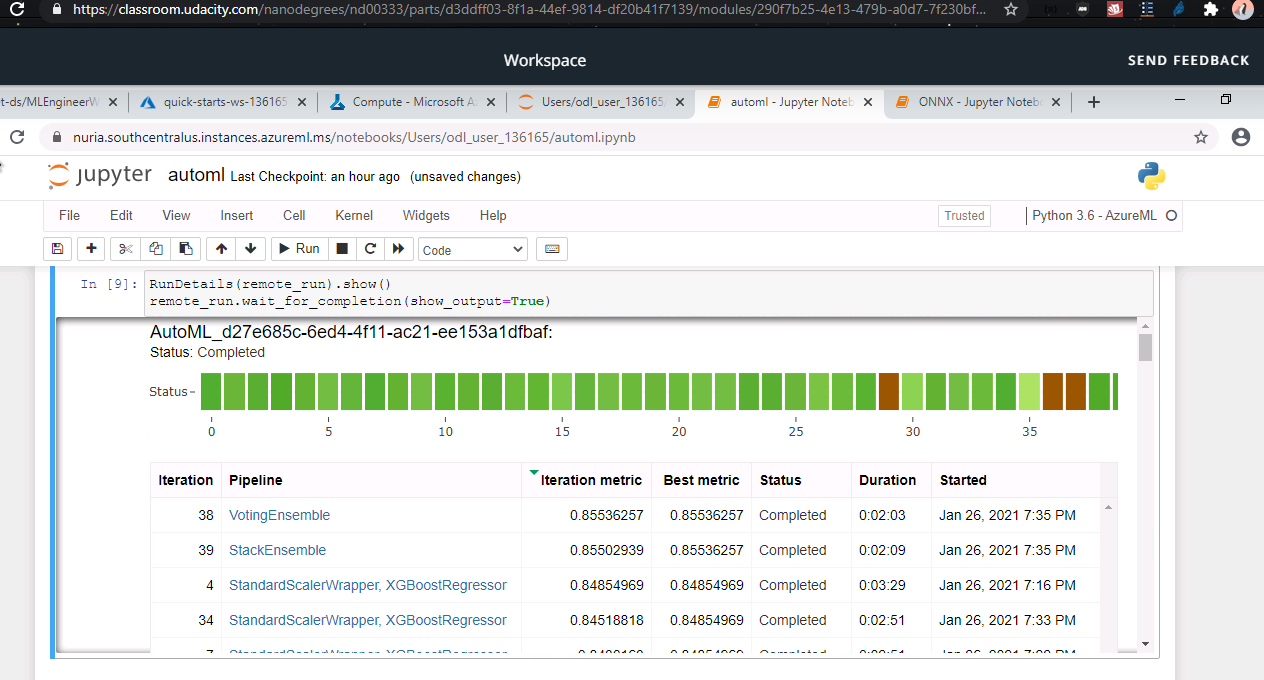 https://classroom.udacity.com/nanodegrees/nd00333/parts/d3ddff03-8f1a-44ef-9814-df20b41f7139/modules/290f7b25-4e13-479b-a0d7-7f230bf...
Workspace SEND FEEDBACK
t-ds/MLEngineerW quick-starts-ws-136165 Compute - Microsoft A Users/odl_user_136165/ automl - Jupyter Noteb ONNX - Jupyter Notebo
nuria.southcentralus.instances.azureml.ms/notebooks/Users/odl_user_136165/automl.ipynb
jupyter automl Last Checkpoint: an hour ago (unsaved changes)
File Edit View Insert Cell Kernel Widgets Help Trusted Python 3.6 - AzureML
Run Code
In [9]: RunDetails(remote_run).show()
remote_run.wait_for_completion(show_output=True)
AutoML_d27e685c-6ed4-4f11-ac21-ee153a1dfbaf:
Status: Completed
Status
0 5 10 15 20 25 30 35
Iteration Pipeline Iteration metric Best metric Status Duration Started
38 VotingEnsemble 0.85536257 0.85536257 Completed 0:02:03 Jan 26, 2021 7:35 PM
39 StackEnsemble 0.85502939 0.85536257 Completed 0:02:09 Jan 26, 2021 7:35 PM
4 StandardScalerWrapper, XGBoostRegressor 0.84854969 0.84854969 Completed 0:03:29 Jan 26, 2021 7:16 PM
34 StandardScalerWrapper, XGBoostRegressor 0.84518818 0.84854969 Completed 0:02:51 Jan 26, 2021 7:33 PM
StandardScalerWrapper, XGBoostRegressor 0.84854969 Completed